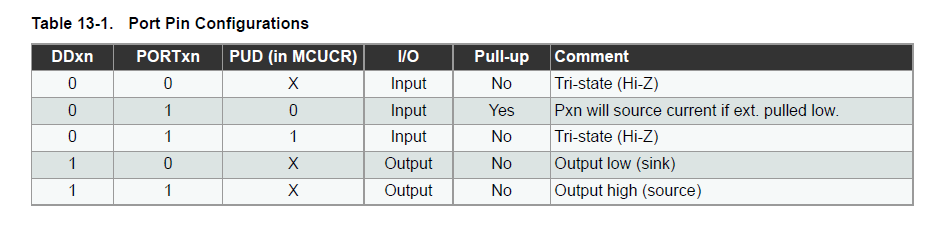 Table 13-1. Port Pin Configurations
DDxn PORTxn PUD (in MCUCR) I/O Pull-up Comment
0 0 X Input No Tri-state (Hi-Z)
0 1 0 Input Yes Pxn will source current if ext. pulled low.
0 1 1 Input No Tri-state (Hi-Z)
1 0 X Output No Output low (sink)
1 1 X Output No Output high (source)